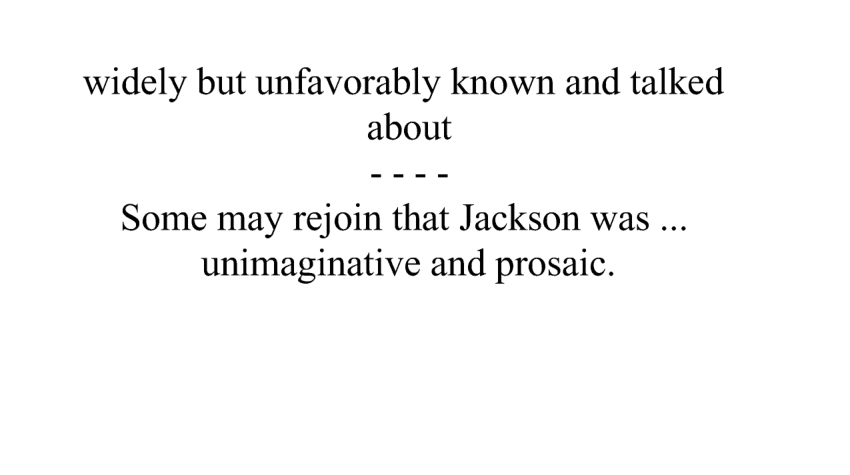 widely but unfavorably known and talked
about
- - - -
Some may rejoin that Jackson was ...
unimaginative and prosaic.